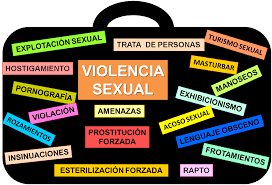 EXPLOTACIÓN SEXUAL
TRATA DE PERSONAS
TURISMO SEXUAL
HOSTIGAMIENTO
VIOLENCIA
SEXUAL
MASTURBAR
MANOSEOS
PORNOGRAFÍA
EXHIBICIONISMO
VIOLACIÓN
AMENAZAS
ACOSO SEXUAL
ROZAMIENTOS
PROSTITUCIÓN
FORZADA
LENGUAJE OBSCENO
INSINUACIONES
FROTAMIENTOS
ESTERILIZACIÓN FORZADA
RAPTO